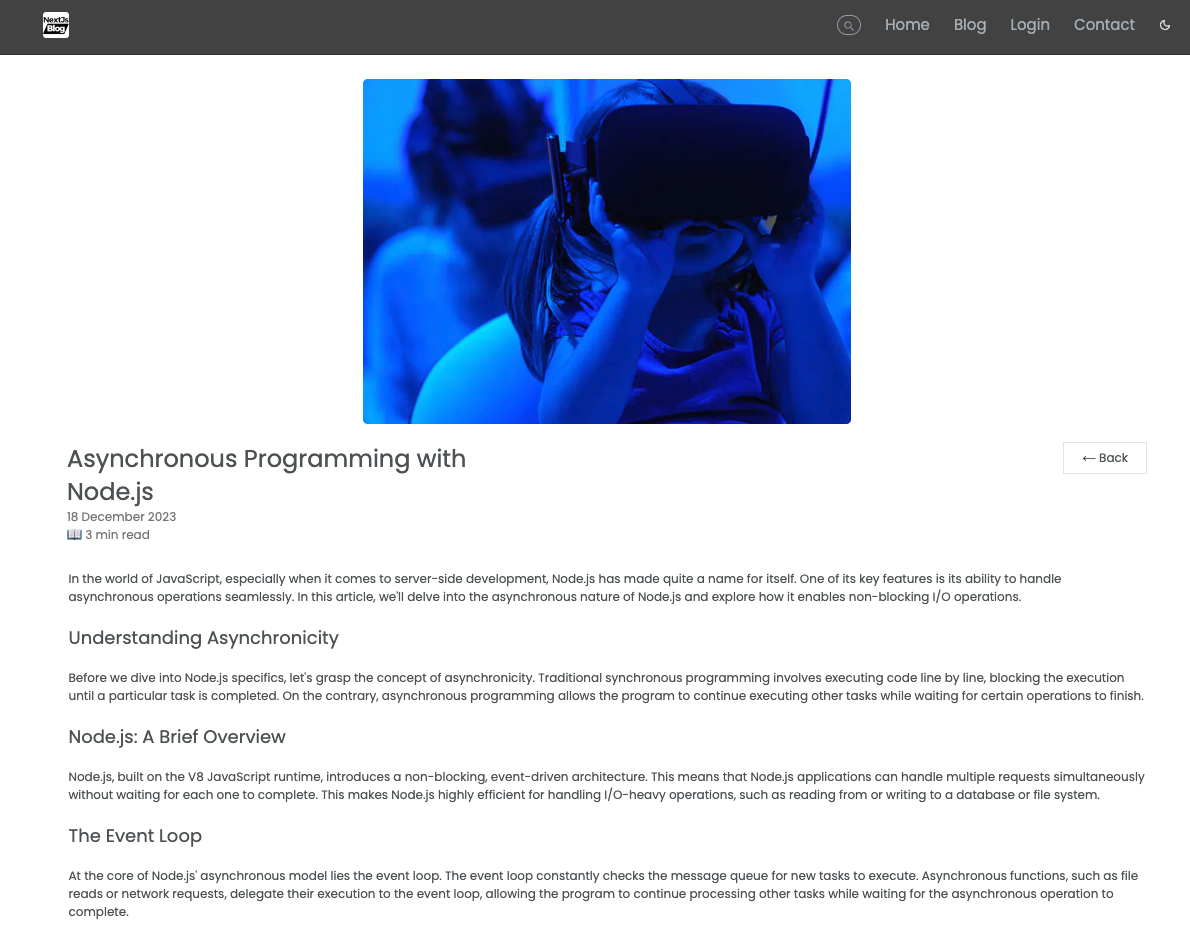 NextJs
Blog
Home Blog Login Contact
Asynchronous Programming with
Node.js
← Back
18 December 2023
📖 3 min read
In the world of JavaScript, especially when it comes to server-side development, Node.js has made quite a name for itself. One of its key features is its ability to handle
asynchronous operations seamlessly. In this article, we'll delve into the asynchronous nature of Node.js and explore how it enables non-blocking I/O operations.
Understanding Asynchronicity
Before we dive into Node.js specifics, let's grasp the concept of asynchronicity. Traditional synchronous programming involves executing code line by line, blocking the execution
until a particular task is completed. On the contrary, asynchronous programming allows the program to continue executing other tasks while waiting for certain operations to finish.
Node.js: A Brief Overview
Node.js, built on the V8 JavaScript runtime, introduces a non-blocking, event-driven architecture. This means that Node.js applications can handle multiple requests simultaneously
without waiting for each one to complete. This makes Node.js highly efficient for handling I/O-heavy operations, such as reading from or writing to a database or file system.
The Event Loop
At the core of Node.js' asynchronous model lies the event loop. The event loop constantly checks the message queue for new tasks to execute. Asynchronous functions, such as file
reads or network requests, delegate their execution to the event loop, allowing the program to continue processing other tasks while waiting for the asynchronous operation to
complete.